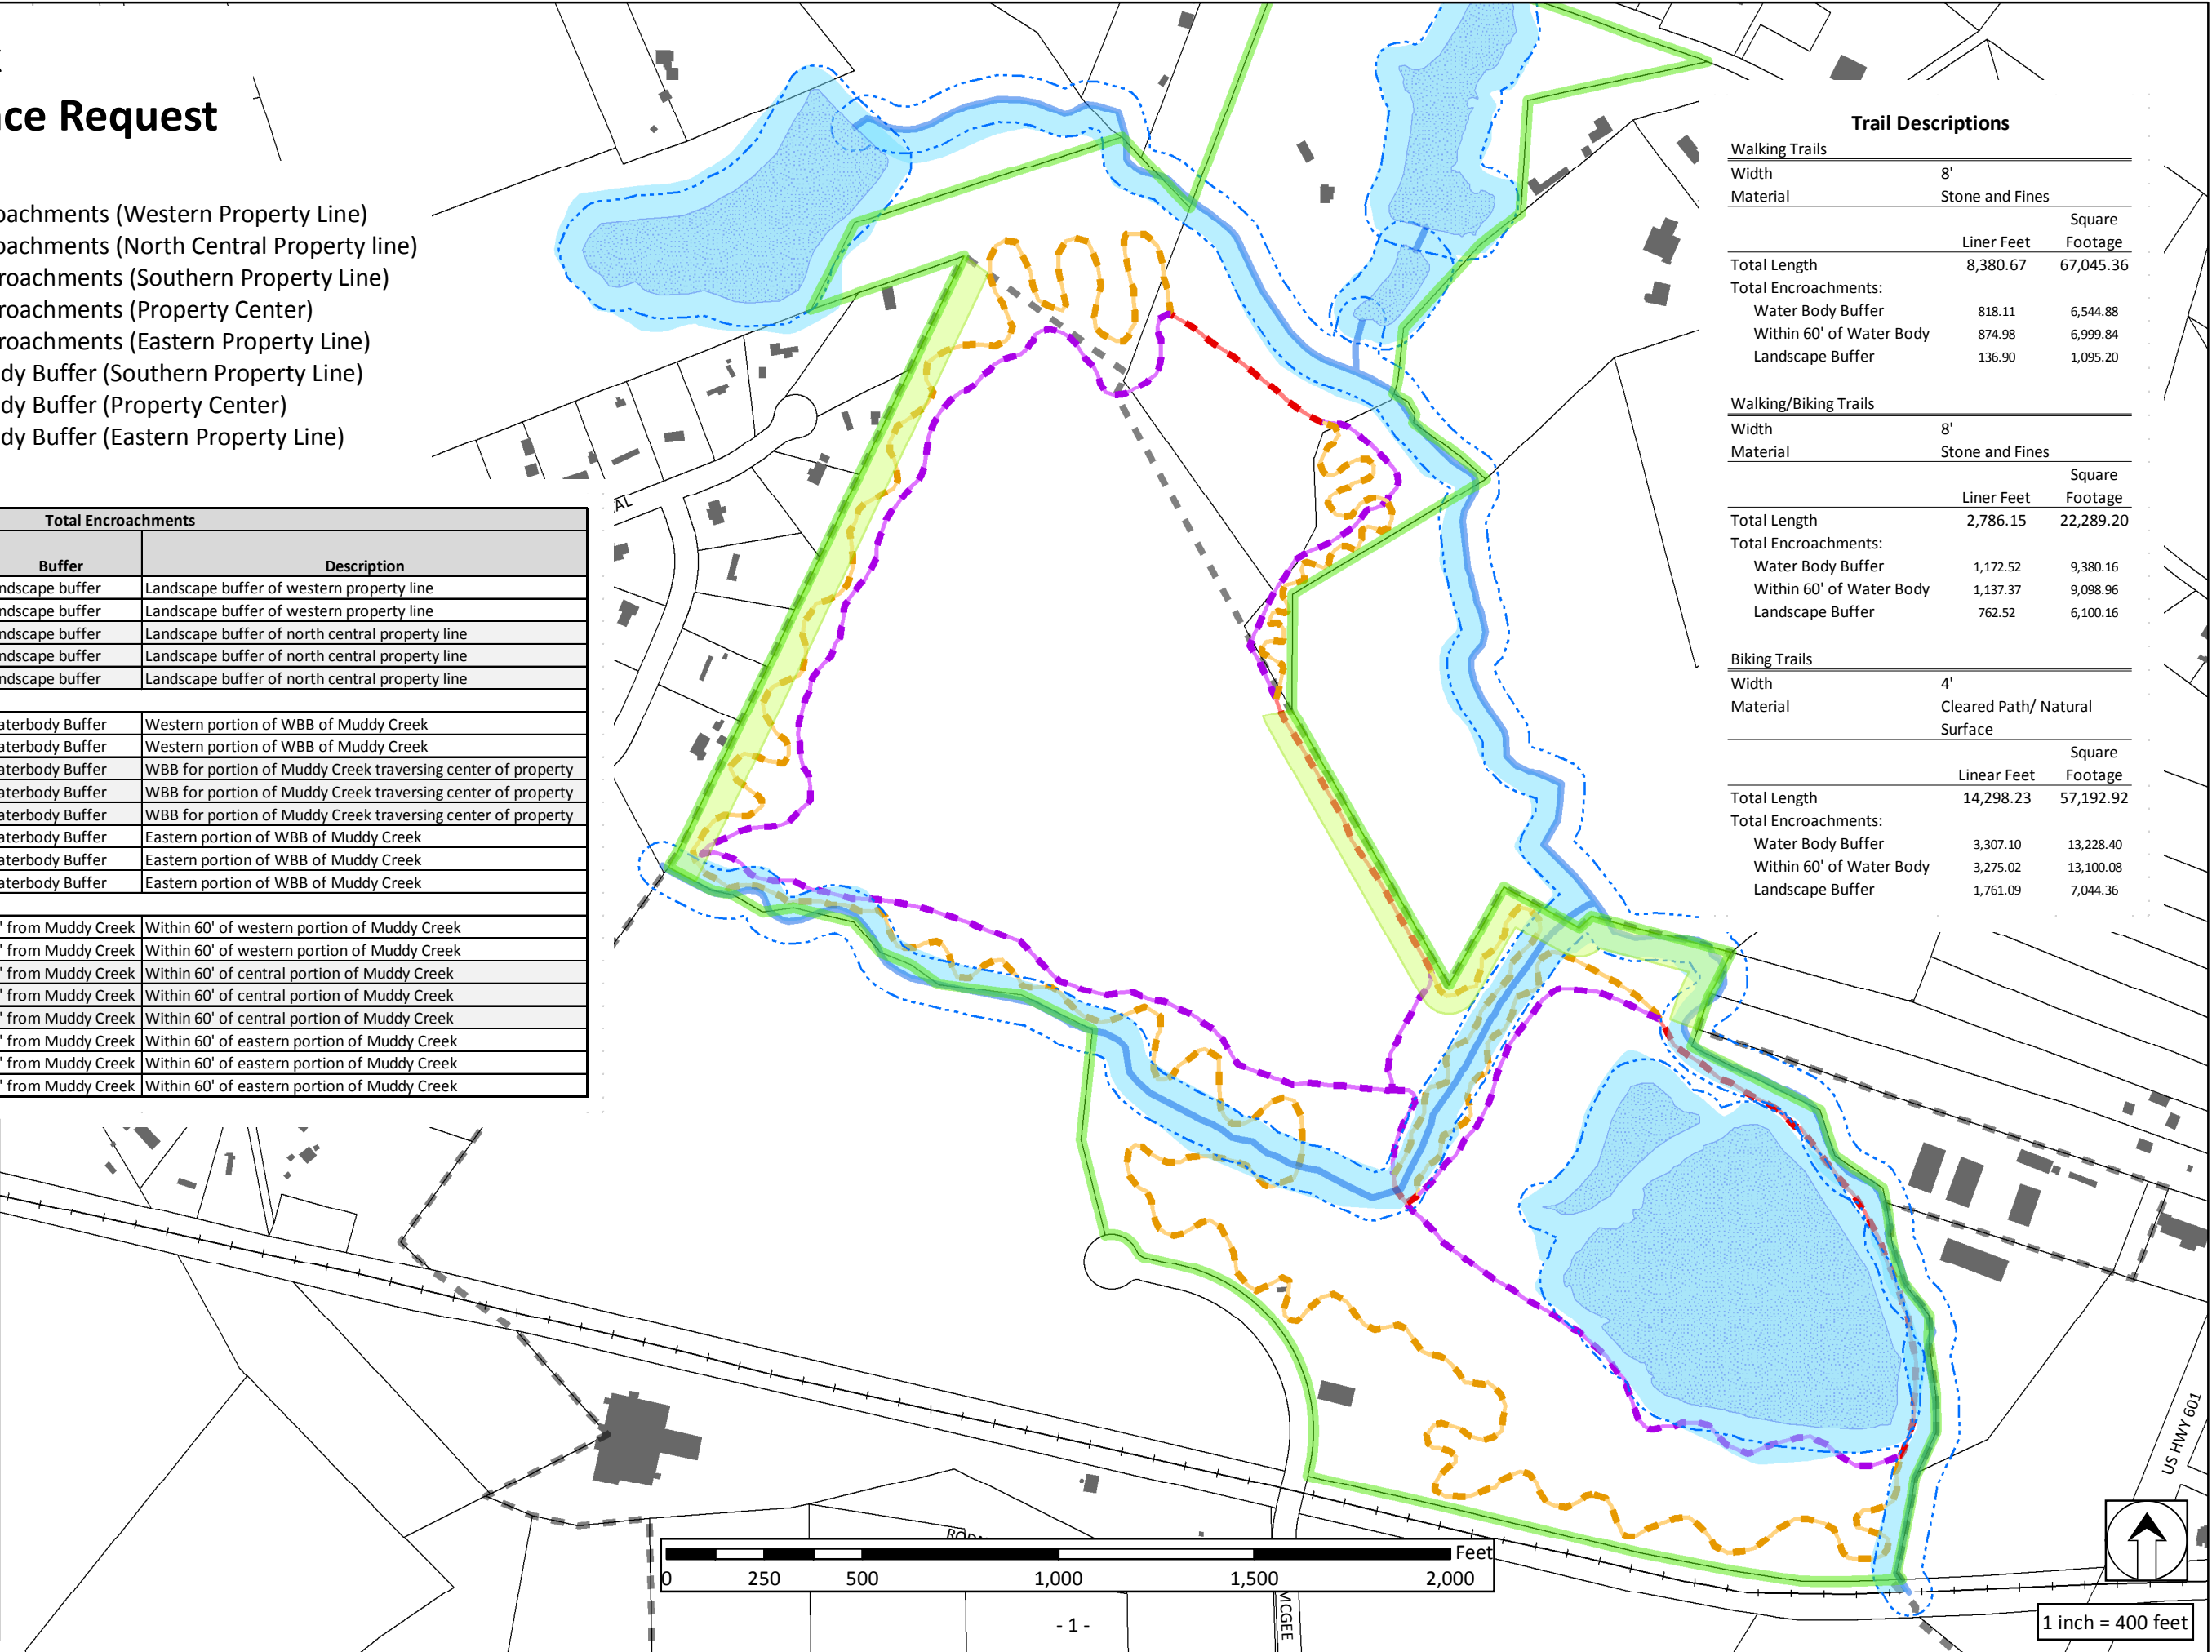 ce Request
oachments (Western Property Line)
oachments (North Central Property line)
roachments (Southern Property Line)
roachments (Property Center)
roachments (Eastern Property Line)
dy Buffer (Southern Property Line)
dy Buffer (Property Center)
dy Buffer (Eastern Property Line)
Total Encroachments
Buffer Description
ndscape buffer Landscape buffer of western property line
ndscape buffer Landscape buffer of western property line
ndscape buffer Landscape buffer of north central property line
ndscape buffer Landscape buffer of north central property line
ndscape buffer Landscape buffer of north central property line
aterbody Buffer Western portion of WBB of Muddy Creek
aterbody Buffer Western portion of WBB of Muddy Creek
aterbody Buffer WBB for portion of Muddy Creek traversing center of property
aterbody Buffer WBB for portion of Muddy Creek traversing center of property
aterbody Buffer WBB for portion of Muddy Creek traversing center of property
aterbody Buffer Eastern portion of WBB of Muddy Creek
aterbody Buffer Eastern portion of WBB of Muddy Creek
aterbody Buffer Eastern portion of WBB of Muddy Creek
' from Muddy Creek Within 60' of western portion of Muddy Creek
' from Muddy Creek Within 60' of western portion of Muddy Creek
' from Muddy Creek Within 60' of central portion of Muddy Creek
' from Muddy Creek Within 60' of central portion of Muddy Creek
' from Muddy Creek Within 60' of central portion of Muddy Creek
' from Muddy Creek Within 60' of eastern portion of Muddy Creek
' from Muddy Creek Within 60' of eastern portion of Muddy Creek
' from Muddy Creek Within 60' of eastern portion of Muddy Creek
AL
Trail Descriptions
Walking Trails
Width 8'
Material Stone and Fines
Square
Liner Feet Footage
Total Length 8,380.67 67,045.36
Total Encroachments:
Water Body Buffer 818.11 6,544.88
Within 60' of Water Body 874.98 6,999.84
Landscape Buffer 136.90 1,095.20
Walking/Biking Trails
Width 8'
Material Stone and Fines
Square
Liner Feet Footage
Total Length 2,786.15 22,289.20
Total Encroachments:
Water Body Buffer 1,172.52 9,380.16
Within 60' of Water Body 1,137.37 9,098.96
Landscape Buffer 762.52 6,100.16
Biking Trails
Width 4'
Material Cleared Path/ Natural
Surface
Square
Linear Feet Footage
Total Length 14,298.23 57,192.92
Total Encroachments:
Water Body Buffer 3,307.10 13,228.40
Within 60' of Water Body 3,275.02 13,100.08
Landscape Buffer 1,761.09 7,044.36
US HWY 601
Feet
0 250 500 1,000 1,500 2,000
MCGEE
- 1 -
1 inch = 400 feet